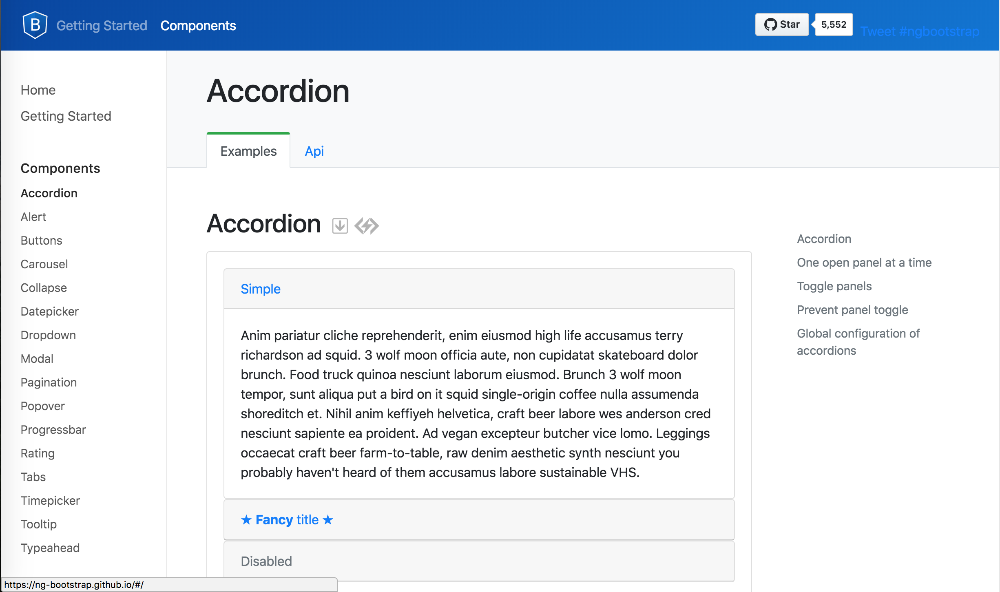 B Getting Started Components Star 5,552 Tweet #ngbootstrap
Home
Getting Started
Components
Accordion
Alert
Buttons
Carousel
Collapse
Datepicker
Dropdown
Modal
Pagination
Popover
Progressbar
Rating
Tabs
Timepicker
Tooltip
Typeahead
Accordion
Examples Api
Accordion
Simple
Anim pariatur cliche reprehenderit, enim eiusmod high life accusamus terry
richardson ad squid. 3 wolf moon officia aute, non cupidatat skateboard dolor
brunch. Food truck quinoa nesciunt laborum eiusmod. Brunch 3 wolf moon
tempor, sunt aliqua put a bird on it squid single-origin coffee nulla assumenda
shoreditch et. Nihil anim keffiyeh helvetica, craft beer labore wes anderson cred
nesciunt sapiente ea proident. Ad vegan excepteur butcher vice lomo. Leggings
occaecat craft beer farm-to-table, raw denim aesthetic synth nesciunt you
probably haven't heard of them accusamus labore sustainable VHS.
★ Fancy title ★
Disabled
Accordion
One open panel at a time
Toggle panels
Prevent panel toggle
Global configuration of
accordions
https://ng-bootstrap.github.io/#/